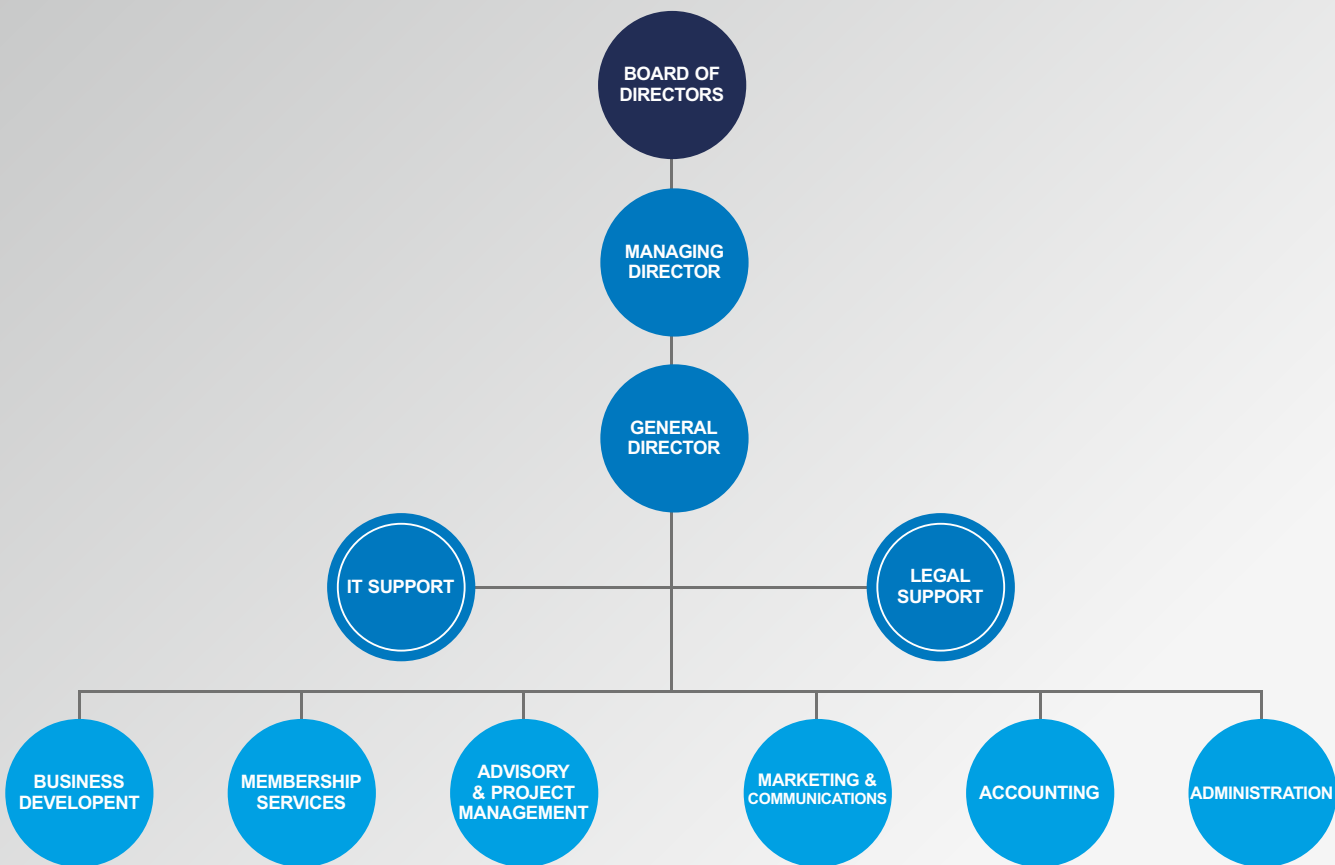 BOARD OF
DIRECTORS
MANAGING
DIRECTOR
GENERAL
DIRECTOR
IT SUPPORT
LEGAL
SUPPORT
BUSINESS
DEVELOPENT
MEMBERSHIP
SERVICES
ADVISORY
& PROJECT
MANAGEMENT
MARKETING &
COMMUNICATIONS
ACCOUNTING
ADMINISTRATION